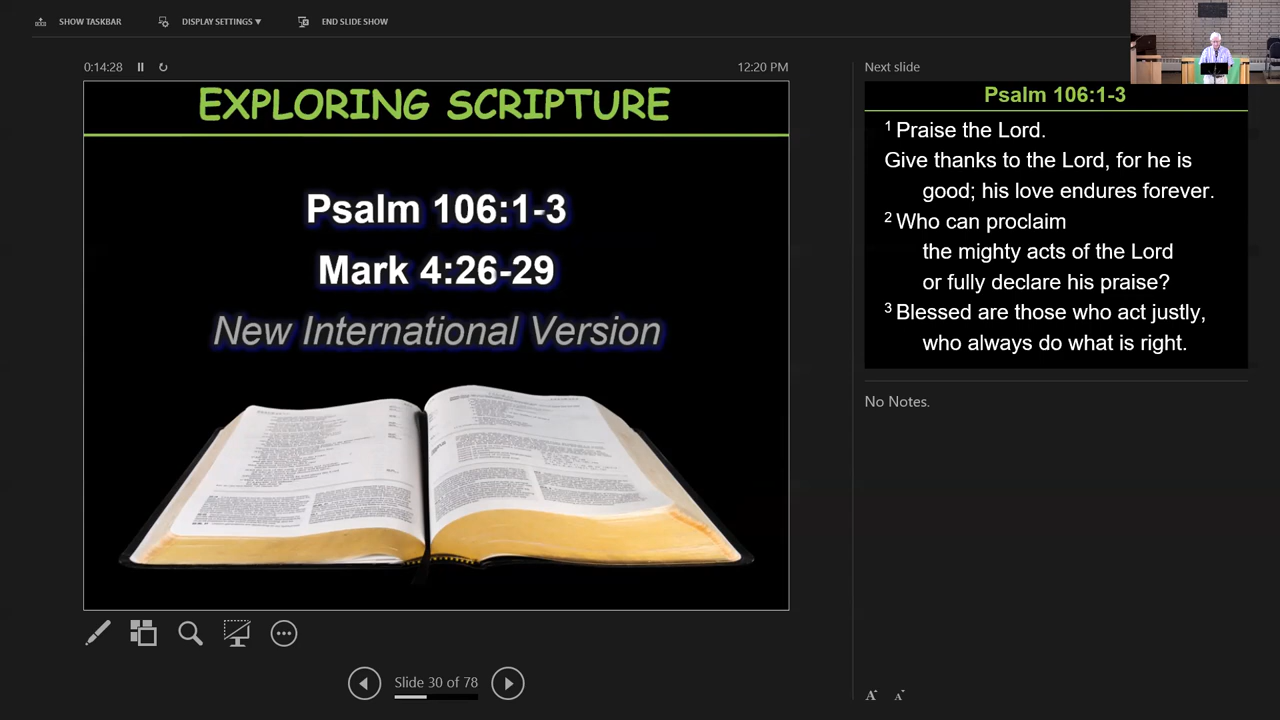 SHOW TASKBAR
DISPLAY SETTINGS ▼
END SLIDE SHOW
0:14:28
12:20 PM
EXPLORING SCRIPTURE
Psalm 106:1-3
Mark 4:26-29
New International Version
Slide 30 of 78
Next slide
Psalm 106:1-3
1 Praise the Lord.
Give thanks to the Lord, for he is
good; his love endures forever.
2 Who can proclaim
the mighty acts of the Lord
or fully declare his praise?
3 Blessed are those who act justly,
who always do what is right.
No Notes.
A
A